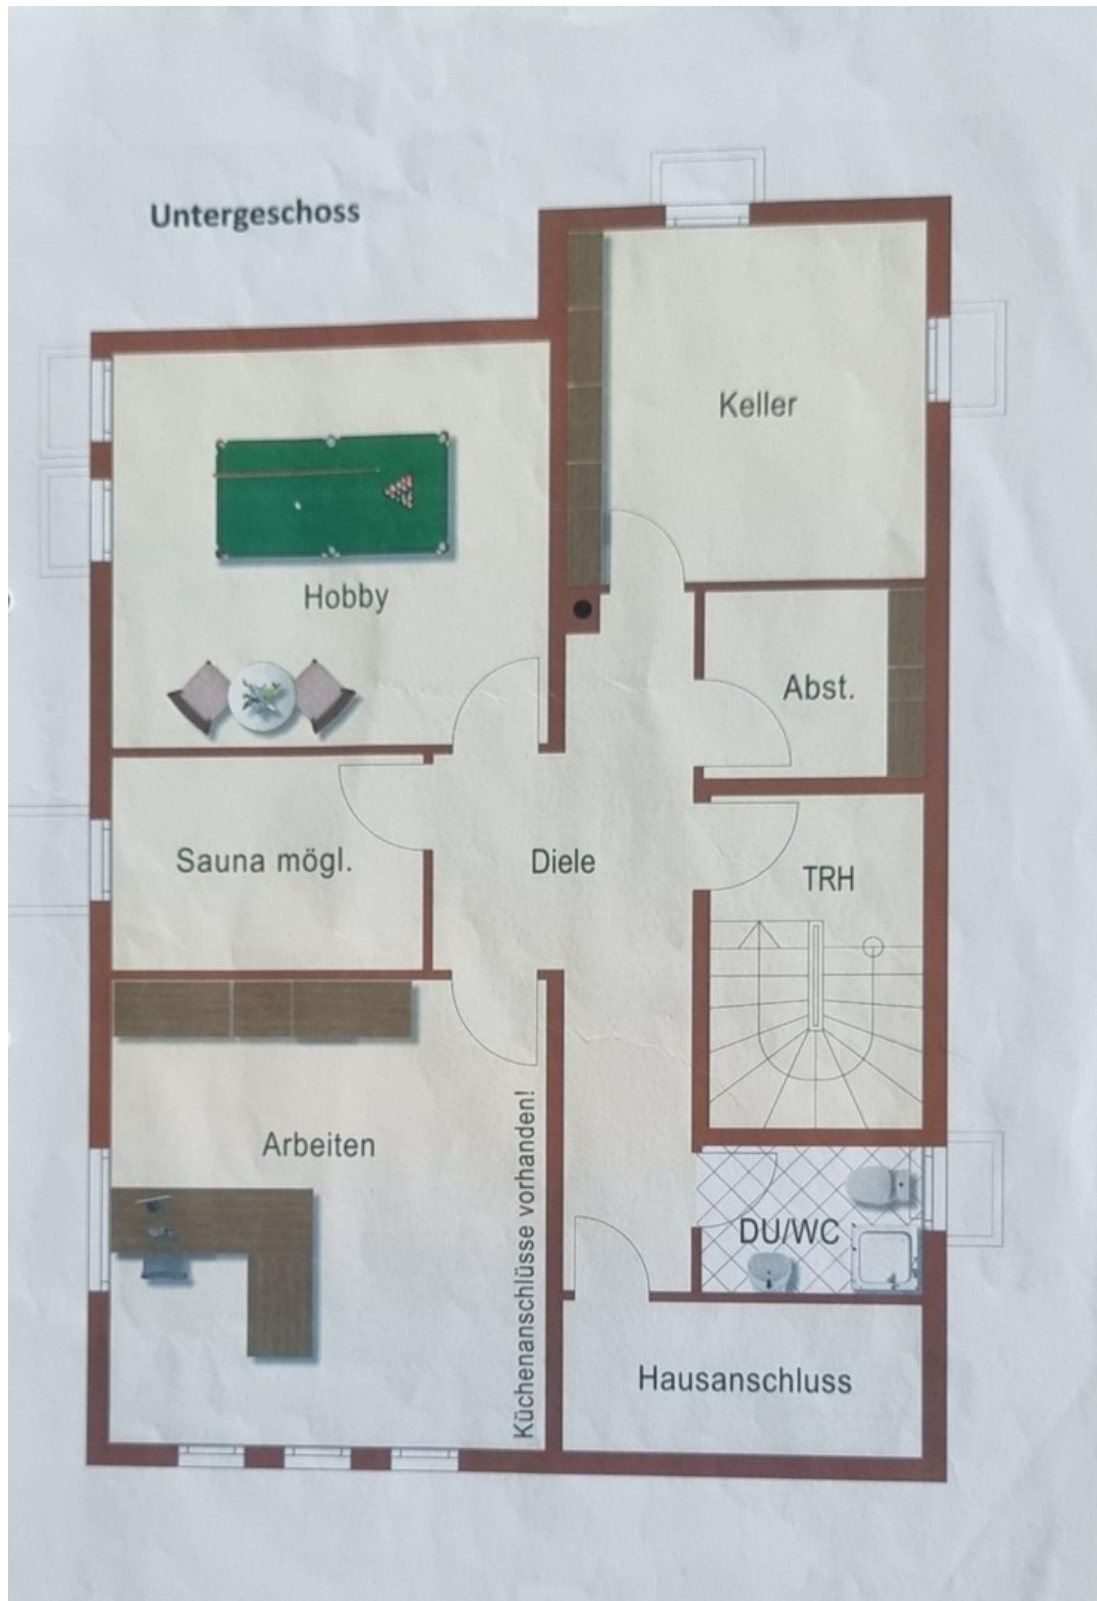 Untergeschoss
Keller
Hobby
Abst.
Sauna mögl.
Diele
TRH
Arbeiten
Küchenanschlüsse vorhanden!
DU/WC
Hausanschluss